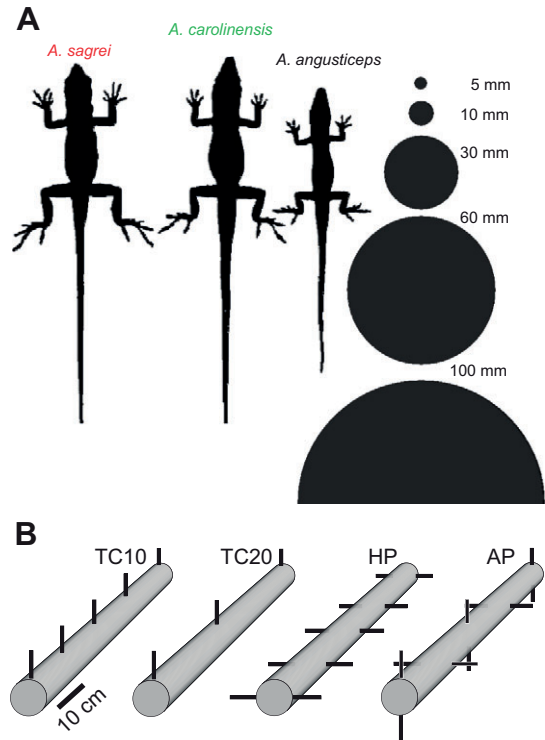 A
A. sagrei
A. carolinensis
A. angusticeps
5 mm
10 mm
30 mm
60 mm
100 mm
B
TC10 TC20 HP AP
10 cm